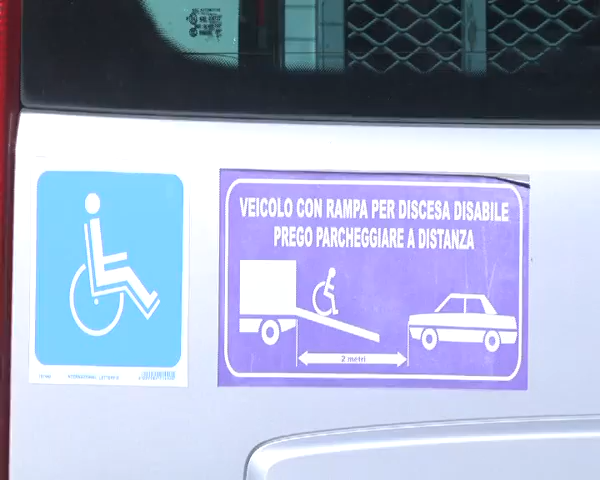 VEICOLO CON RAMPA PER DISCESA DISABILE
PREGO PARCHEGGIARE A DISTANZA
2 metri